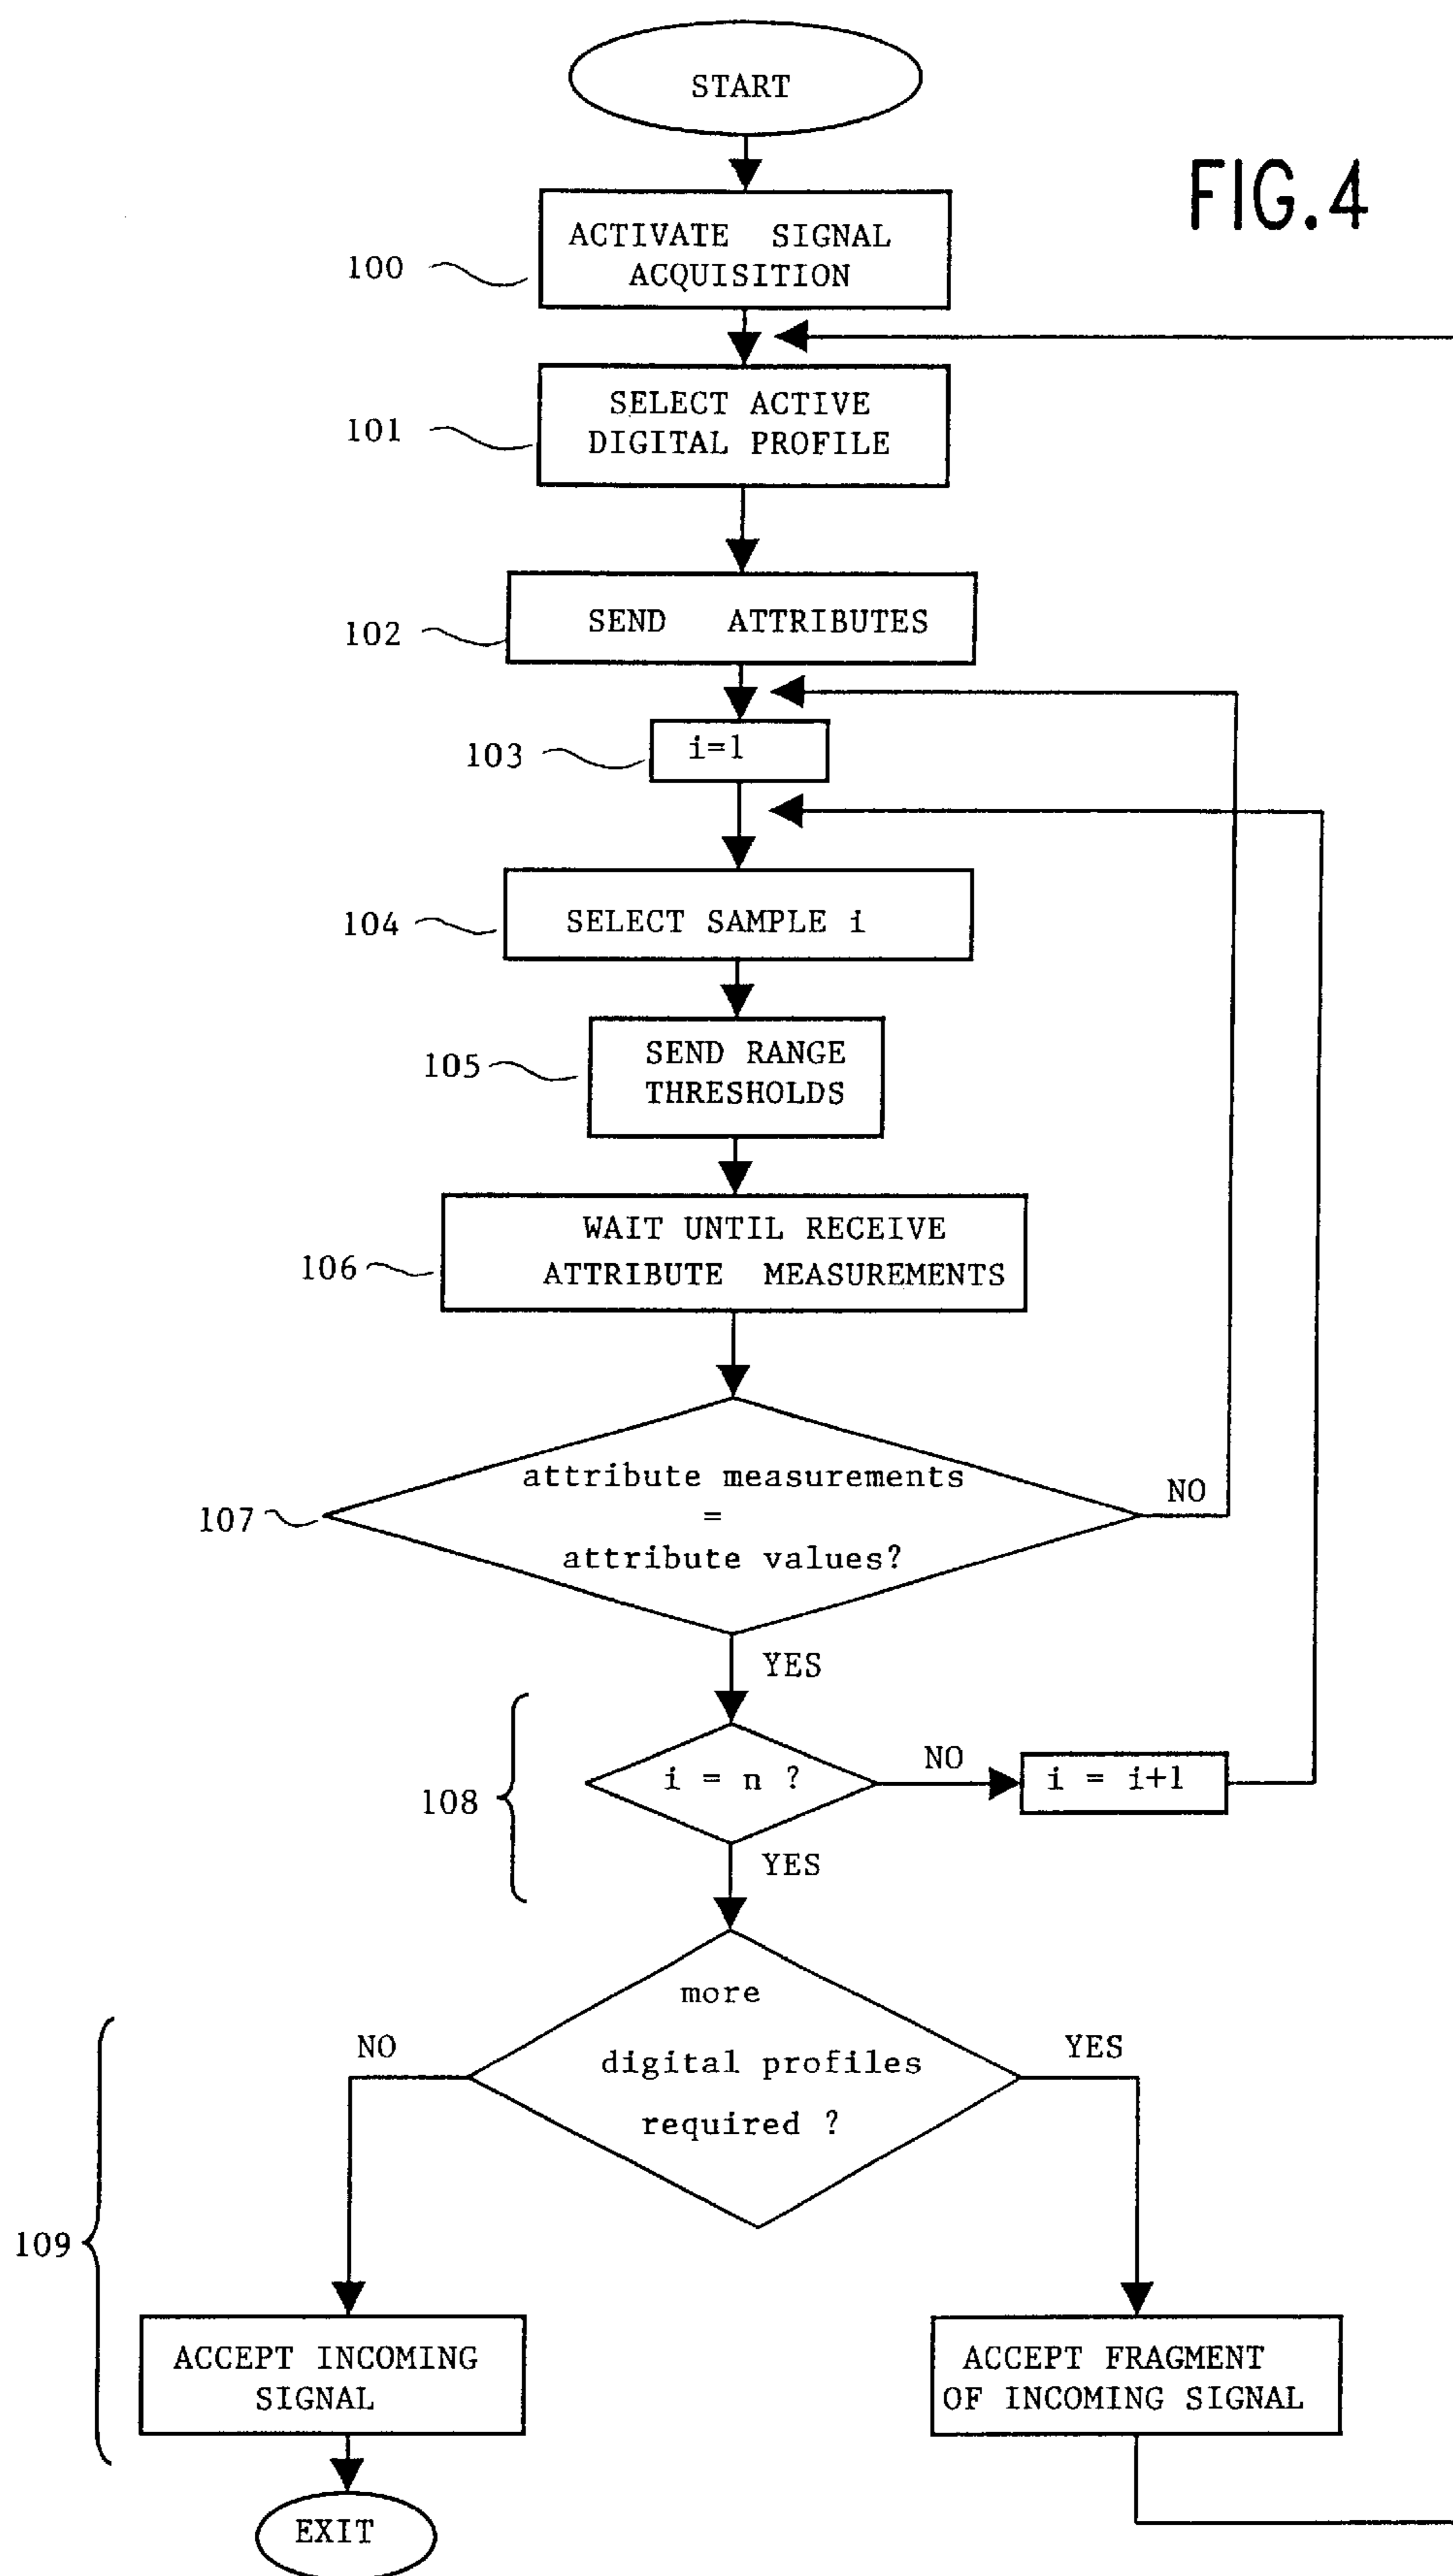 START
FIG.4
ACTIVATE SIGNAL
ACQUISITION
100
SELECT ACTIVE
DIGITAL PROFILE
101
SEND ATTRIBUTES
102
i=1
103
SELECT SAMPLE i
104
SEND RANGE
THRESHOLDS
105
WAIT UNTIL RECEIVE
ATTRIBUTE MEASUREMENTS
106
attribute measurements
=
attribute values?
107
NO
YES
i = n ?
NO
i = i+1
108
YES
more
digital profiles
required ?
NO
YES
109
ACCEPT INCOMING
SIGNAL
ACCEPT FRAGMENT
OF INCOMING SIGNAL
EXIT